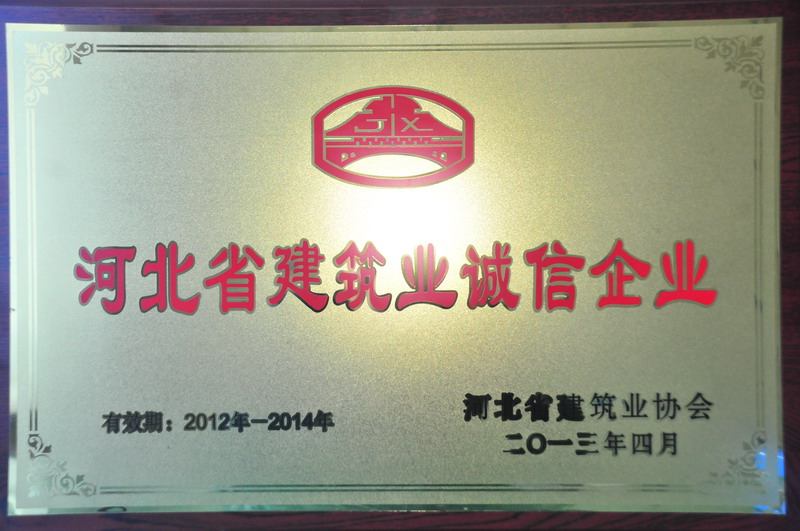 JX
河北省建筑业诚信企业
有效期：2012年－2014年
河北省建筑业协会
二〇一三年四月